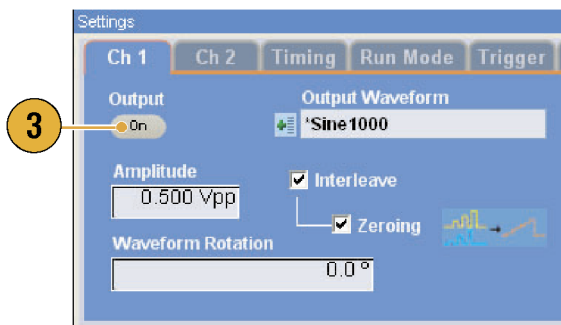 Settings
Ch 1 Ch 2 Timing Run Mode Trigger
Output Output Waveform
3 On *Sine1000
Amplitude
0.500 Vpp Interleave
Zeroing
Waveform Rotation
0.0 °